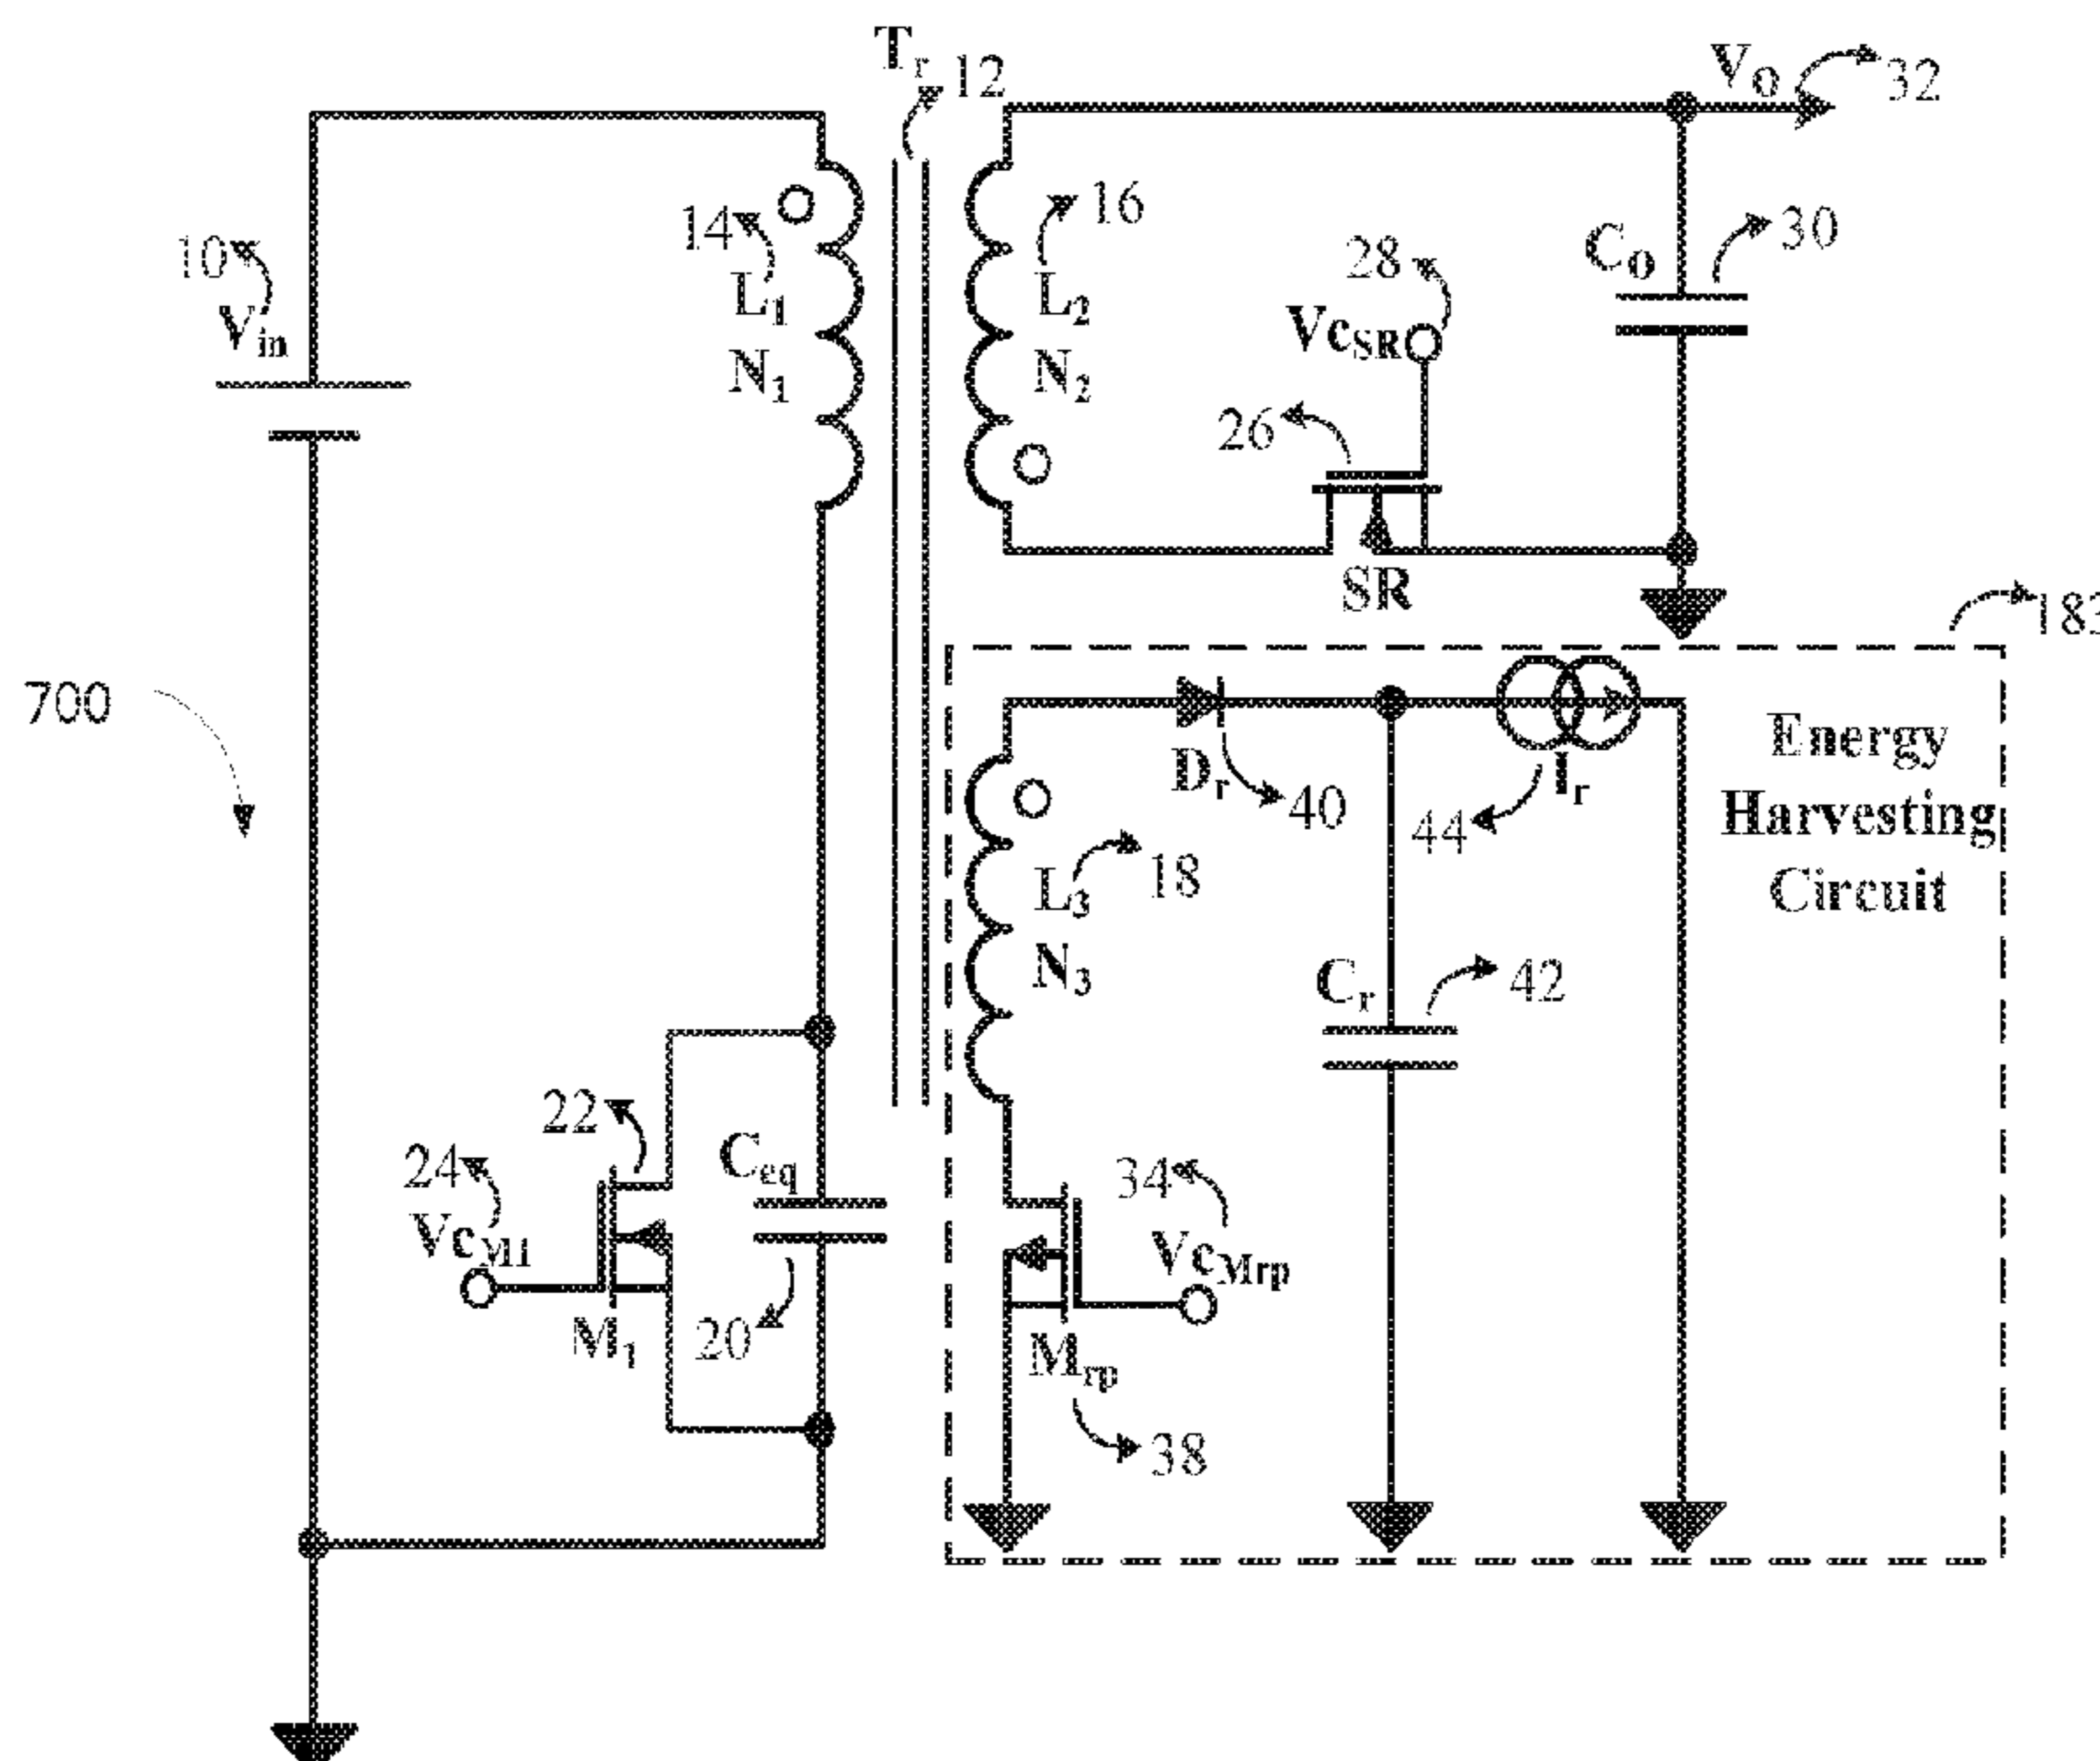 Tr 12
VO 32
10
Vin
14
L1
N1
16
L2
N2
28
VcSR
CO 30
26
SR
183
700
Dr 40
Ir
44
Energy
Harvesting
Circuit
L3 18
N3
Cr 42
22
24
VcM1
M1
Ceq
20
34
VcMrp
Mrp
38